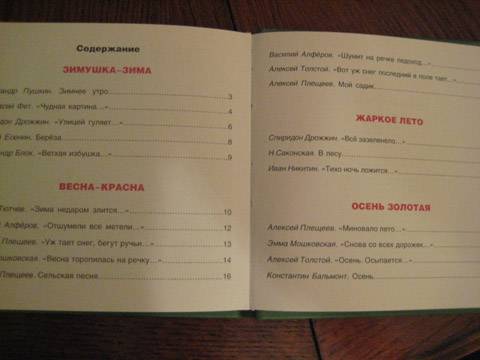 Содержание
ЗИМУШКА-ЗИМА
андр Пушкин. Зимнее утро 3
Фет. «Чудная картина...» 4
дон Дрожжин. «Улицей гуляет...» 6
Есенин. Берёза 8
ндр Блок. «Ветхая избушка...» 9
ВЕСНА-КРАСНА
Тютчев. «Зима недаром злится...» 10
Алфёров. «Отшумели все метели...» 12
Плещеев. «Уж тает снег, бегут ручьи...» 13
ошковская. «Весна торопилась на речку...» 14
Плещеев. Сельская песня 16
Василий Алфёров. «Шумит на речке ледоход...»
Алексей Толстой. «Вот уж снег последний в поле тает...»
Алексей Плещеев. Мой садик
ЖАРКОЕ ЛЕТО
Спиридон Дрожжин. «Всё зазеленело...»
Н.Саконская. В лесу
Иван Никитин. «Тихо ночь ложится...»
ОСЕНЬ ЗОЛОТАЯ
Алексей Плещеев. «Миновало лето...»
Эмма Мошковская. «Снова со всех дорожек...»
Алексей Толстой. «Осень. Осыпается...»
Константин Бальмонт. Осень